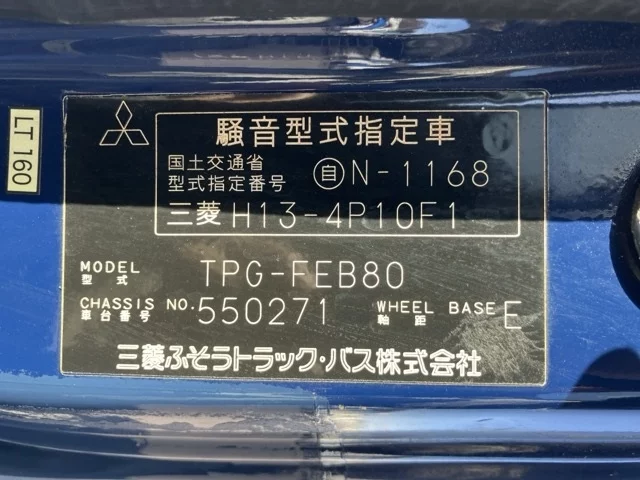 LT160
騒音型式指定車
国土交通省
型式指定番号 自N-1168
三菱 H13-4P10F1
MODEL
型式 TPG-FEB80
CHASSIS NO.
車台番号 550271 WHEEL BASE
軸距 E
三菱ふそうトラック・バス株式会社